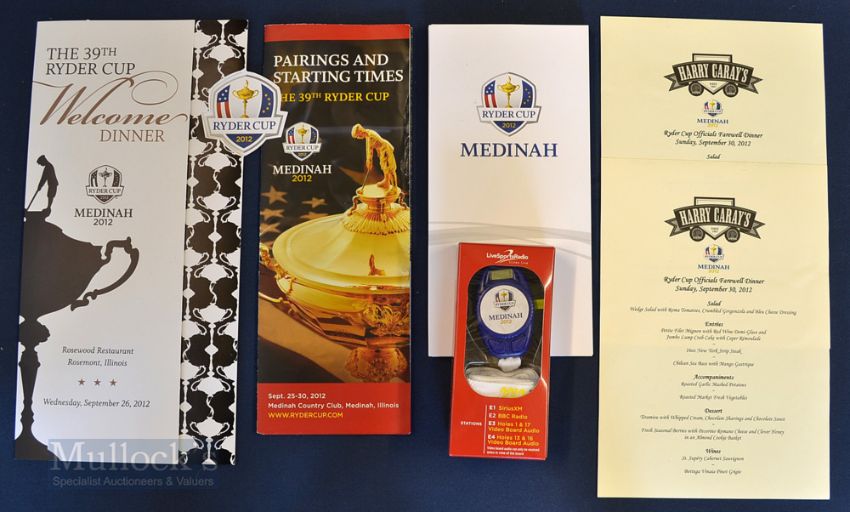 THE 39TH
RYDER CUP
Welcome
DINNER
RYDER CUP
2012
MEDINAH
2012
Rosewood Restaurant
Rosemont, Illinois
Wednesday, September 26, 2012
RYDER CUP
2012
PAIRINGS AND
STARTING TIMES
THE 39TH RYDER CUP
RYDER CUP
2012
MEDINAH
2012
Sept. 25-30, 2012
Medinah Country Club, Medinah, Illinois
WWW.RYDERCUP.COM
RYDER CUP
2012
MEDINAH
LiveSportsRadio
RYDER CUP
MEDINAH
2012
STATIONS
E1 SiriusXM
E2 BBC Radio
E3 Holes 1 & 17
Video Board Audio
E4 Holes 12 & 16
Video Board Audio
HARRY CARAY'S
MEDINAH
2012
Ryder Cup Officials Farewell Dinner
Sunday, September 30, 2012
Salad
HARRY CARAY'S
MEDINAH
2012
Ryder Cup Officials Farewell Dinner
Sunday, September 30, 2012
Salad
Wedge Salad with Roma Tomatoes, Crumbled Gorgonzola and Bleu Cheese Dressing
Entrées
Petite Filet Mignon with Red Wine Demi-Glace and
Jumbo Lump Crab Cake with Caper Remoulade
16oz. New York Strip Steak
Chilean Sea Bass with Mango
Accompaniments
Roasted Garlic Mashed Potatoes
Roasted Market Fresh Vegetables
Dessert
Tiramisu with Whipped Cream, Chocolate Shavings and Chocolate Sauce
Fresh Seasonal Berries with Pecorino Romano Cheese and Clover Honey
in an Almond Cookie Basket
Wines
St. Supéry Cabernet Sauvignon
Bottega Vinaia Pinot Grigio
Mullock's
Specialist Auctioneers & Valuers